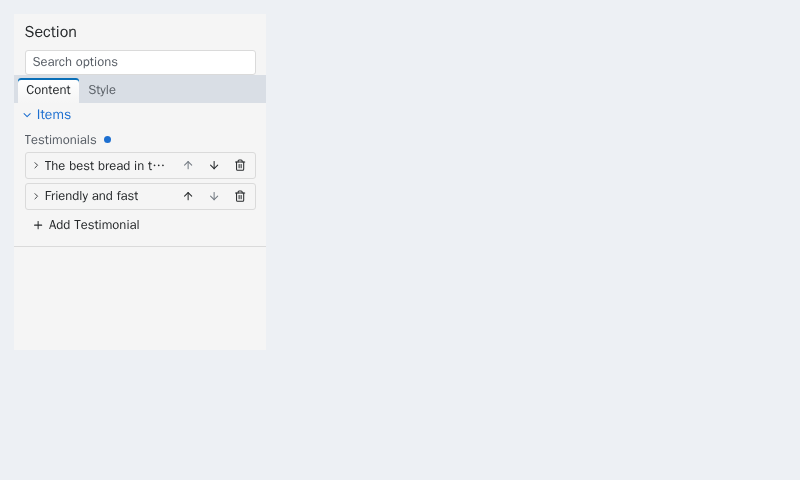 Section
Search options
Content Style
Items
Testimonials
The best bread in t…
Friendly and fast
Add Testimonial